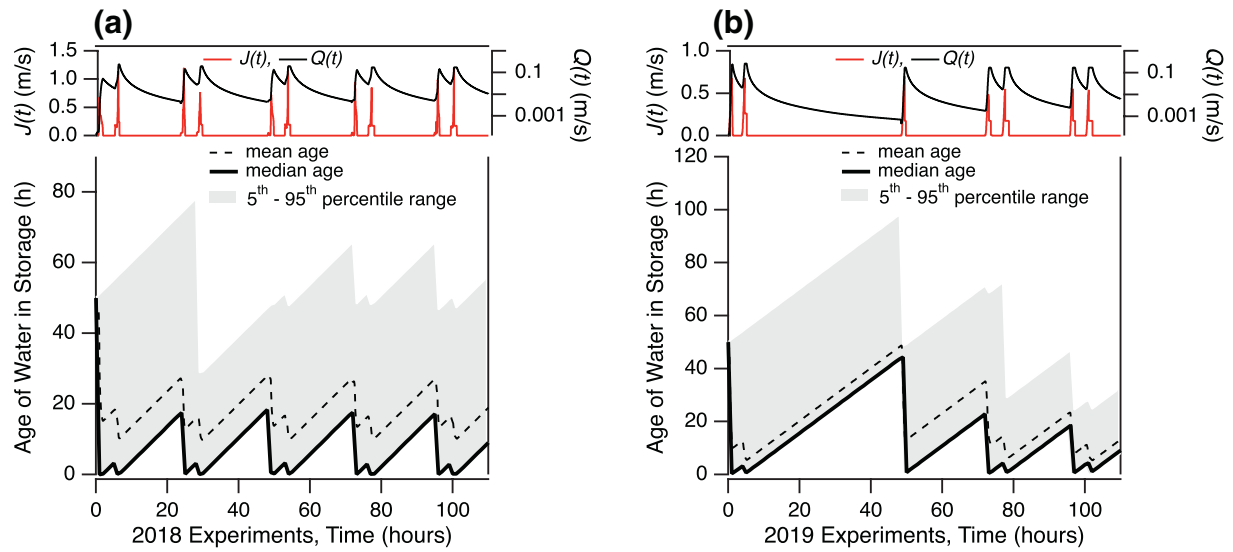 (a)
J(t) (m/s)
1.5
1.0
0.5
0.0
J(t), Q(t)
0.1
0.001
Q(t) (m/s)
mean age
median age
5th - 95th percentile range
Age of Water in Storage (h)
80
60
40
20
0
0 20 40 60 80 100
2018 Experiments, Time (hours)
(b)
J(t) (m/s)
1.0
0.5
0.0
J(t), Q(t)
0.1
0.001
Q(t) (m/s)
mean age
median age
5th - 95th percentile range
Age of Water in Storage (h)
120
100
80
60
40
20
0
0 20 40 60 80 100
2019 Experiments, Time (hours)